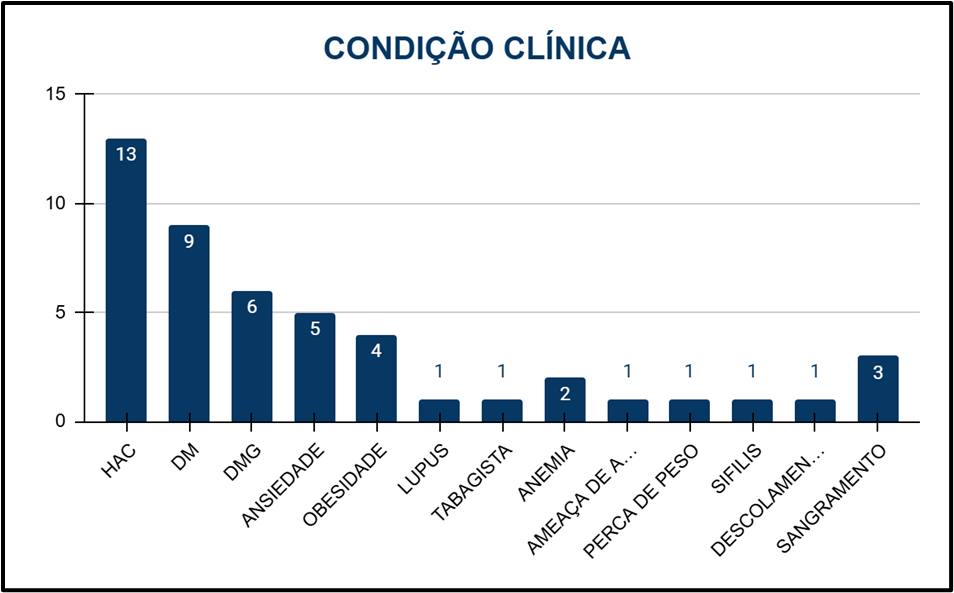 CONDIÇÃO CLÍNICA
15
10
5
0
13
9
6
5
4
1
1
2
1
1
1
1
3
HAC
DM
DMG
ANSIEDADE
OBESIDADE
LUPUS
TABAGISTA
ANEMIA
AMEAÇA DE A...
PERCA DE PESO
SIFILIS
DESCOLAMEN...
SANGRAMENTO